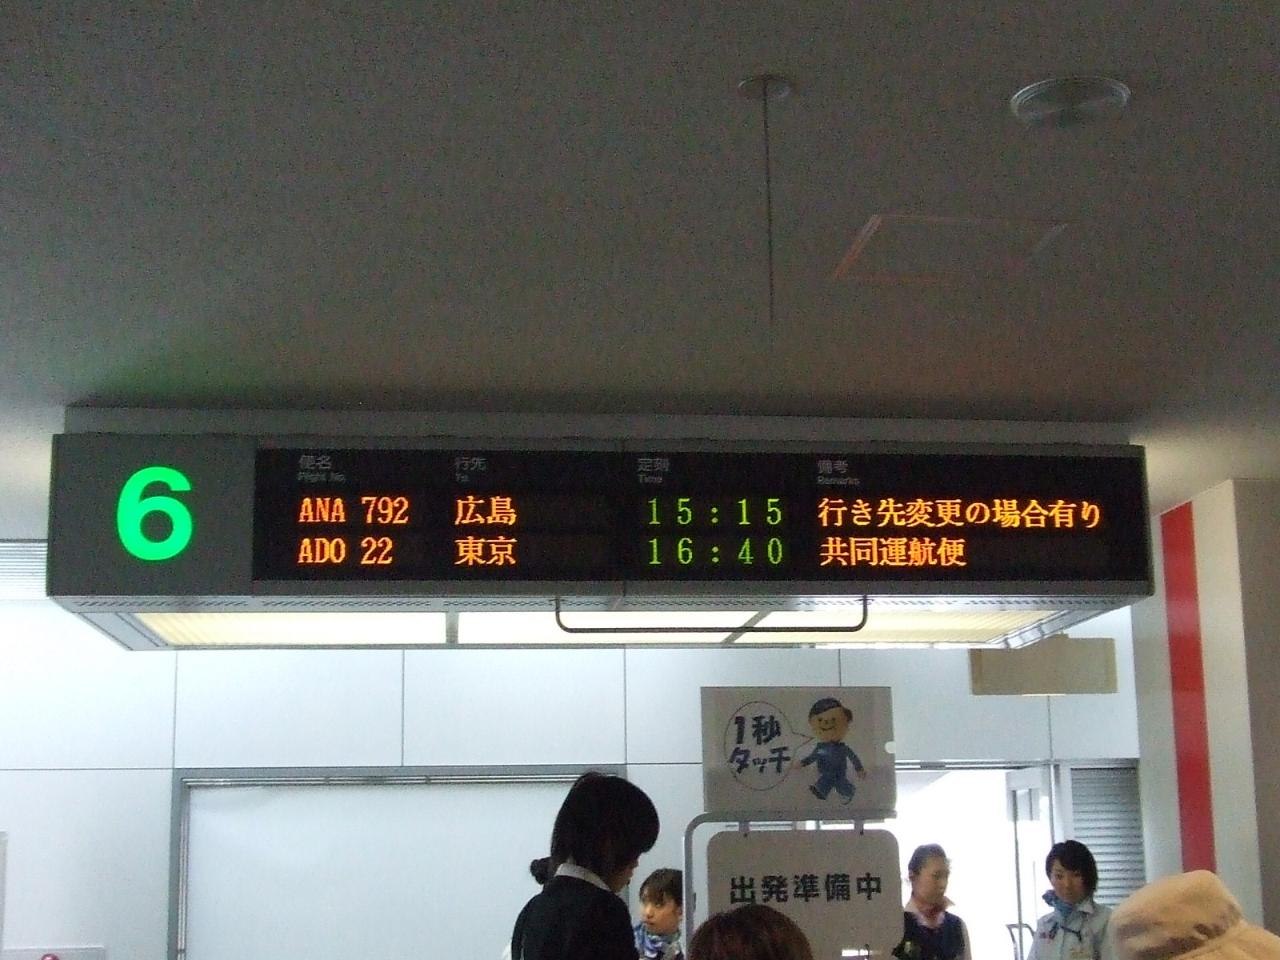 6
便名 行先 定刻 備考
Flight No. To Time Remarks
ANA 792 広島 15:15 行き先変更の場合有り
ADO 22 東京 16:40 共同運航便
1秒
タッチ
出発準備中